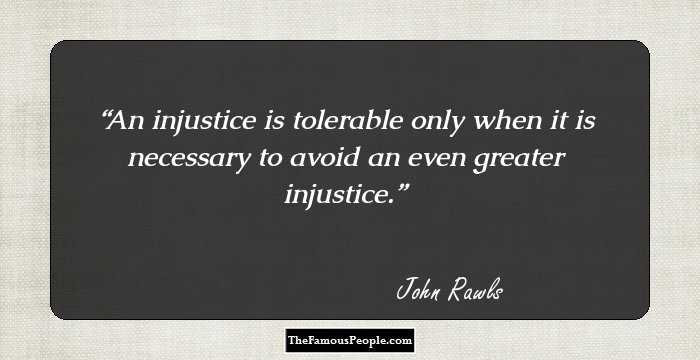 “An injustice is tolerable only when it is
necessary to avoid an even greater
injustice.”
John Rawls
TheFamousPeople.com